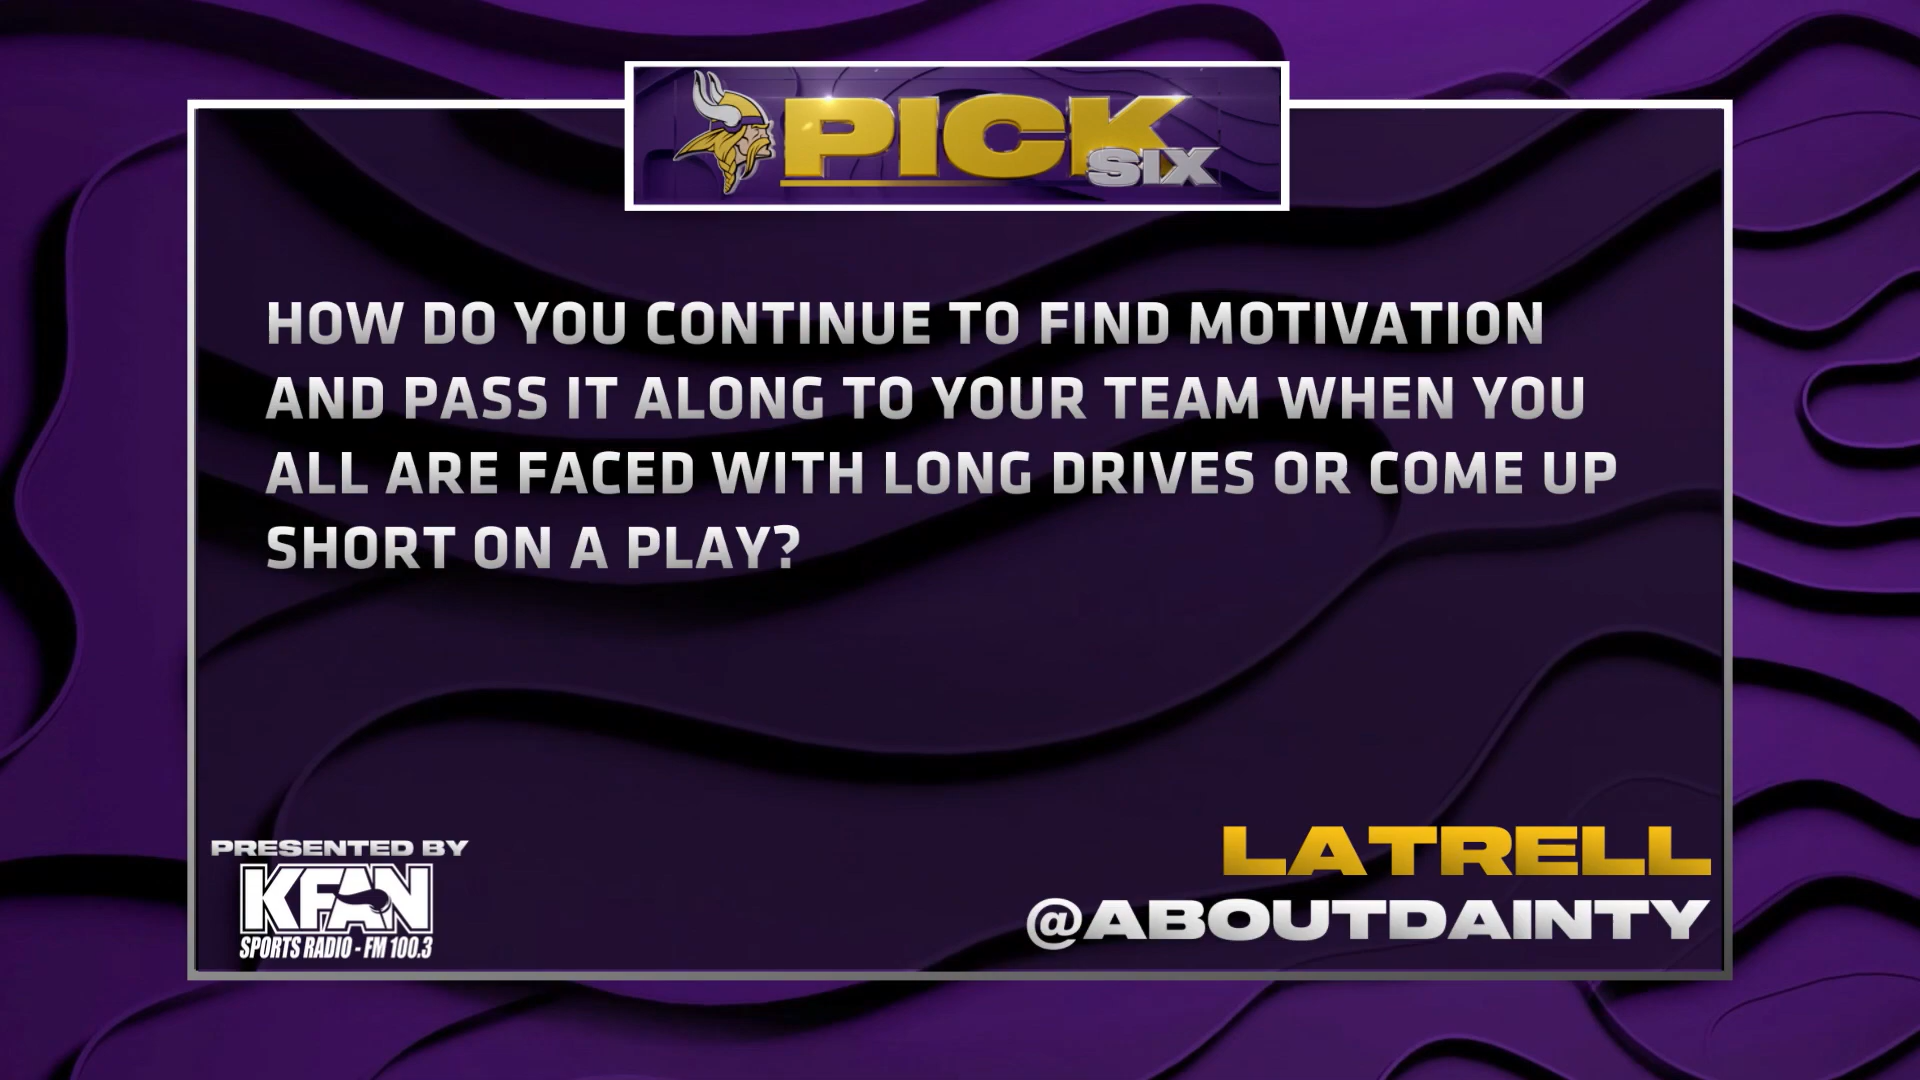 PICK
SIX
HOW DO YOU CONTINUE TO FIND MOTIVATION
AND PASS IT ALONG TO YOUR TEAM WHEN YOU
ALL ARE FACED WITH LONG DRIVES OR COME UP
SHORT ON A PLAY?
PRESENTED BY
KFAN
SPORTS RADIO - FM 100.3
LATRELL
@ABOUTDAINTY